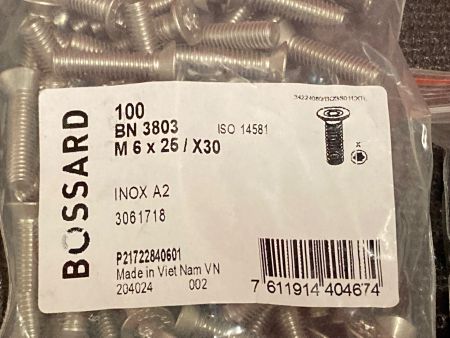 BOSSARD
100
BN 3803
ISO 14581
M 6 x 25 / X30
X
INOX A2
3061718
P21722840601
Made in Viet Nam VN
204024 002
7 611914 404674